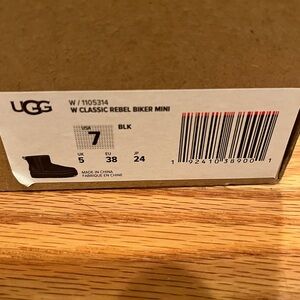 UGG
W / 1105314
W CLASSIC REBEL BIKER MINI
USA
7
BLK
UK EU JP
5 38 24
MADE IN CHINA
FABRIQUÉ EN CHINE
1 92410 38900 1